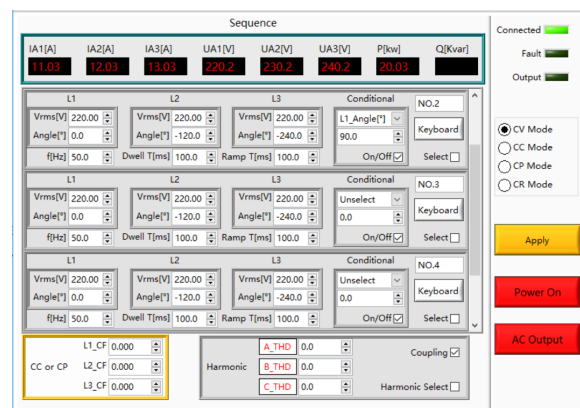 Sequence
IA1[A] IA2[A] IA3[A] UA1[V] UA2[V] UA3[V] P[kw] Q[Kvar]
11.03 12.03 13.03 220.2 230.2 240.2 20.03
Connected
Fault
Output
L1 L2 L3 Conditional NO.2
Vrms[V] 220.00 Vrms[V] 220.00 Vrms[V] 220.00 L1_Angle[°]
Angle[°] 0.0 Angle[°] -120.0 Angle[°] -240.0 90.0 Keyboard
f[Hz] 50.0 Dwell T[ms] 100.0 Ramp T[ms] 100.0 On/Off Select
L1 L2 L3 Conditional NO.3
Vrms[V] 220.00 Vrms[V] 220.00 Vrms[V] 220.00 Unselect
Angle[°] 0.0 Angle[°] -120.0 Angle[°] -240.0 0.0 Keyboard
f[Hz] 50.0 Dwell T[ms] 100.0 Ramp T[ms] 100.0 On/Off Select
L1 L2 L3 Conditional NO.4
Vrms[V] 220.00 Vrms[V] 220.00 Vrms[V] 220.00 Unselect
Angle[°] 0.0 Angle[°] -120.0 Angle[°] -240.0 0.0 Keyboard
f[Hz] 50.0 Dwell T[ms] 100.0 Ramp T[ms] 100.0 On/Off Select
CV Mode
CC Mode
CP Mode
CR Mode
Apply
Power On
AC Output
L1_CF 0.000
CC or CP L2_CF 0.000
L3_CF 0.000
A_THD 0.0 Coupling
Harmonic B_THD 0.0
C_THD 0.0 Harmonic Select